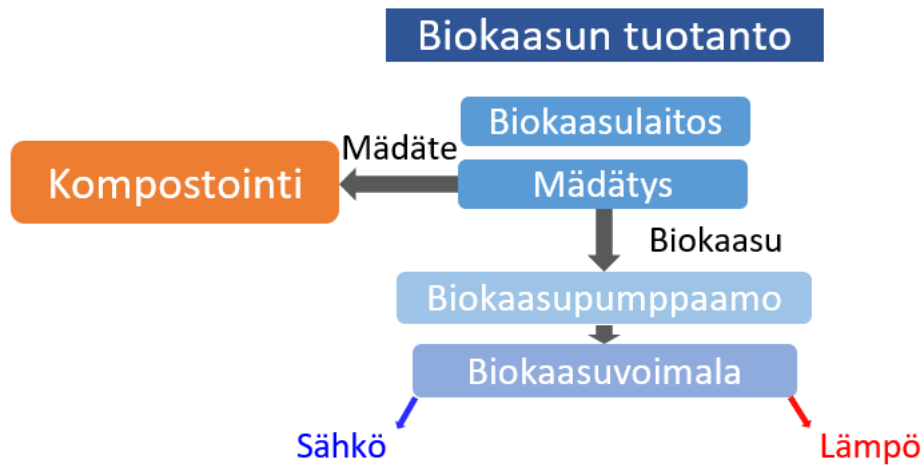 Biokaasun tuotanto
Biokaasulaitos
Mädäte
Kompostointi
Mädätys
Biokaasu
Biokaasupumppaamo
Biokaasuvoimala
Sähkö
Lämpö